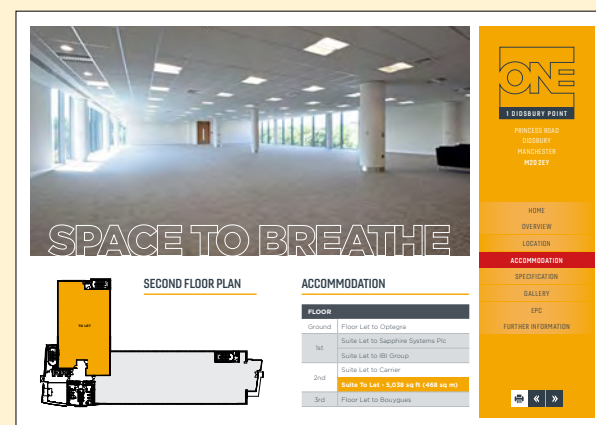 SPACE TO BREATHE
ONE
1 DIDSBURY POINT
PRINCESS ROAD
DIDSBURY
MANCHESTER
M20 2EY
HOME
OVERVIEW
LOCATION
ACCOMMODATION
SPECIFICATION
GALLERY
EPC
FURTHER INFORMATION
SECOND FLOOR PLAN
TO LET
ACCOMMODATION
FLOOR
Ground Floor Let to Optegra
1st Suite Let to Sapphire Systems Plc
Suite Let to IBI Group
2nd Suite Let to Carrier
Suite To Let - 5,038 sq ft (468 sq m)
3rd Floor Let to Bouygues